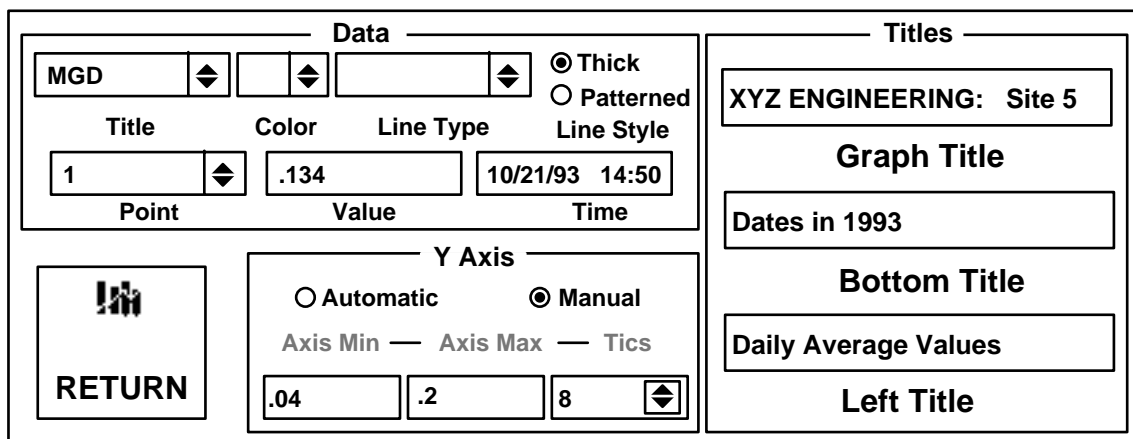 Data
MGD
Thick
Patterned
Title Color Line Type Line Style
1 .134 10/21/93 14:50
Point Value Time
RETURN
Y Axis
Automatic Manual
Axis Min — Axis Max — Tics
.04 .2 8
Titles
XYZ ENGINEERING: Site 5
Graph Title
Dates in 1993
Bottom Title
Daily Average Values
Left Title